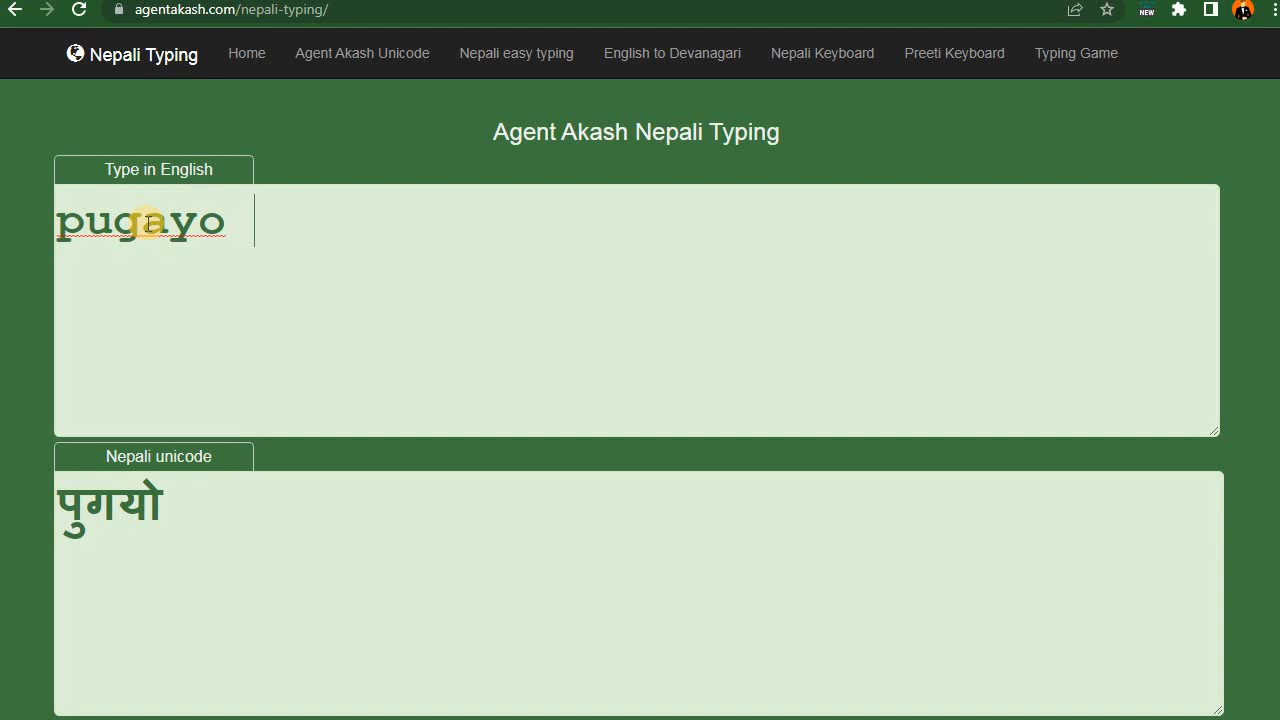 agentakash.com/nepali-typing/
NEW
Nepali Typing Home Agent Akash Unicode Nepali easy typing English to Devanagari Nepali Keyboard Preeti Keyboard Typing Game
Agent Akash Nepali Typing
Type in English
pugayo
Nepali unicode
पुगयो